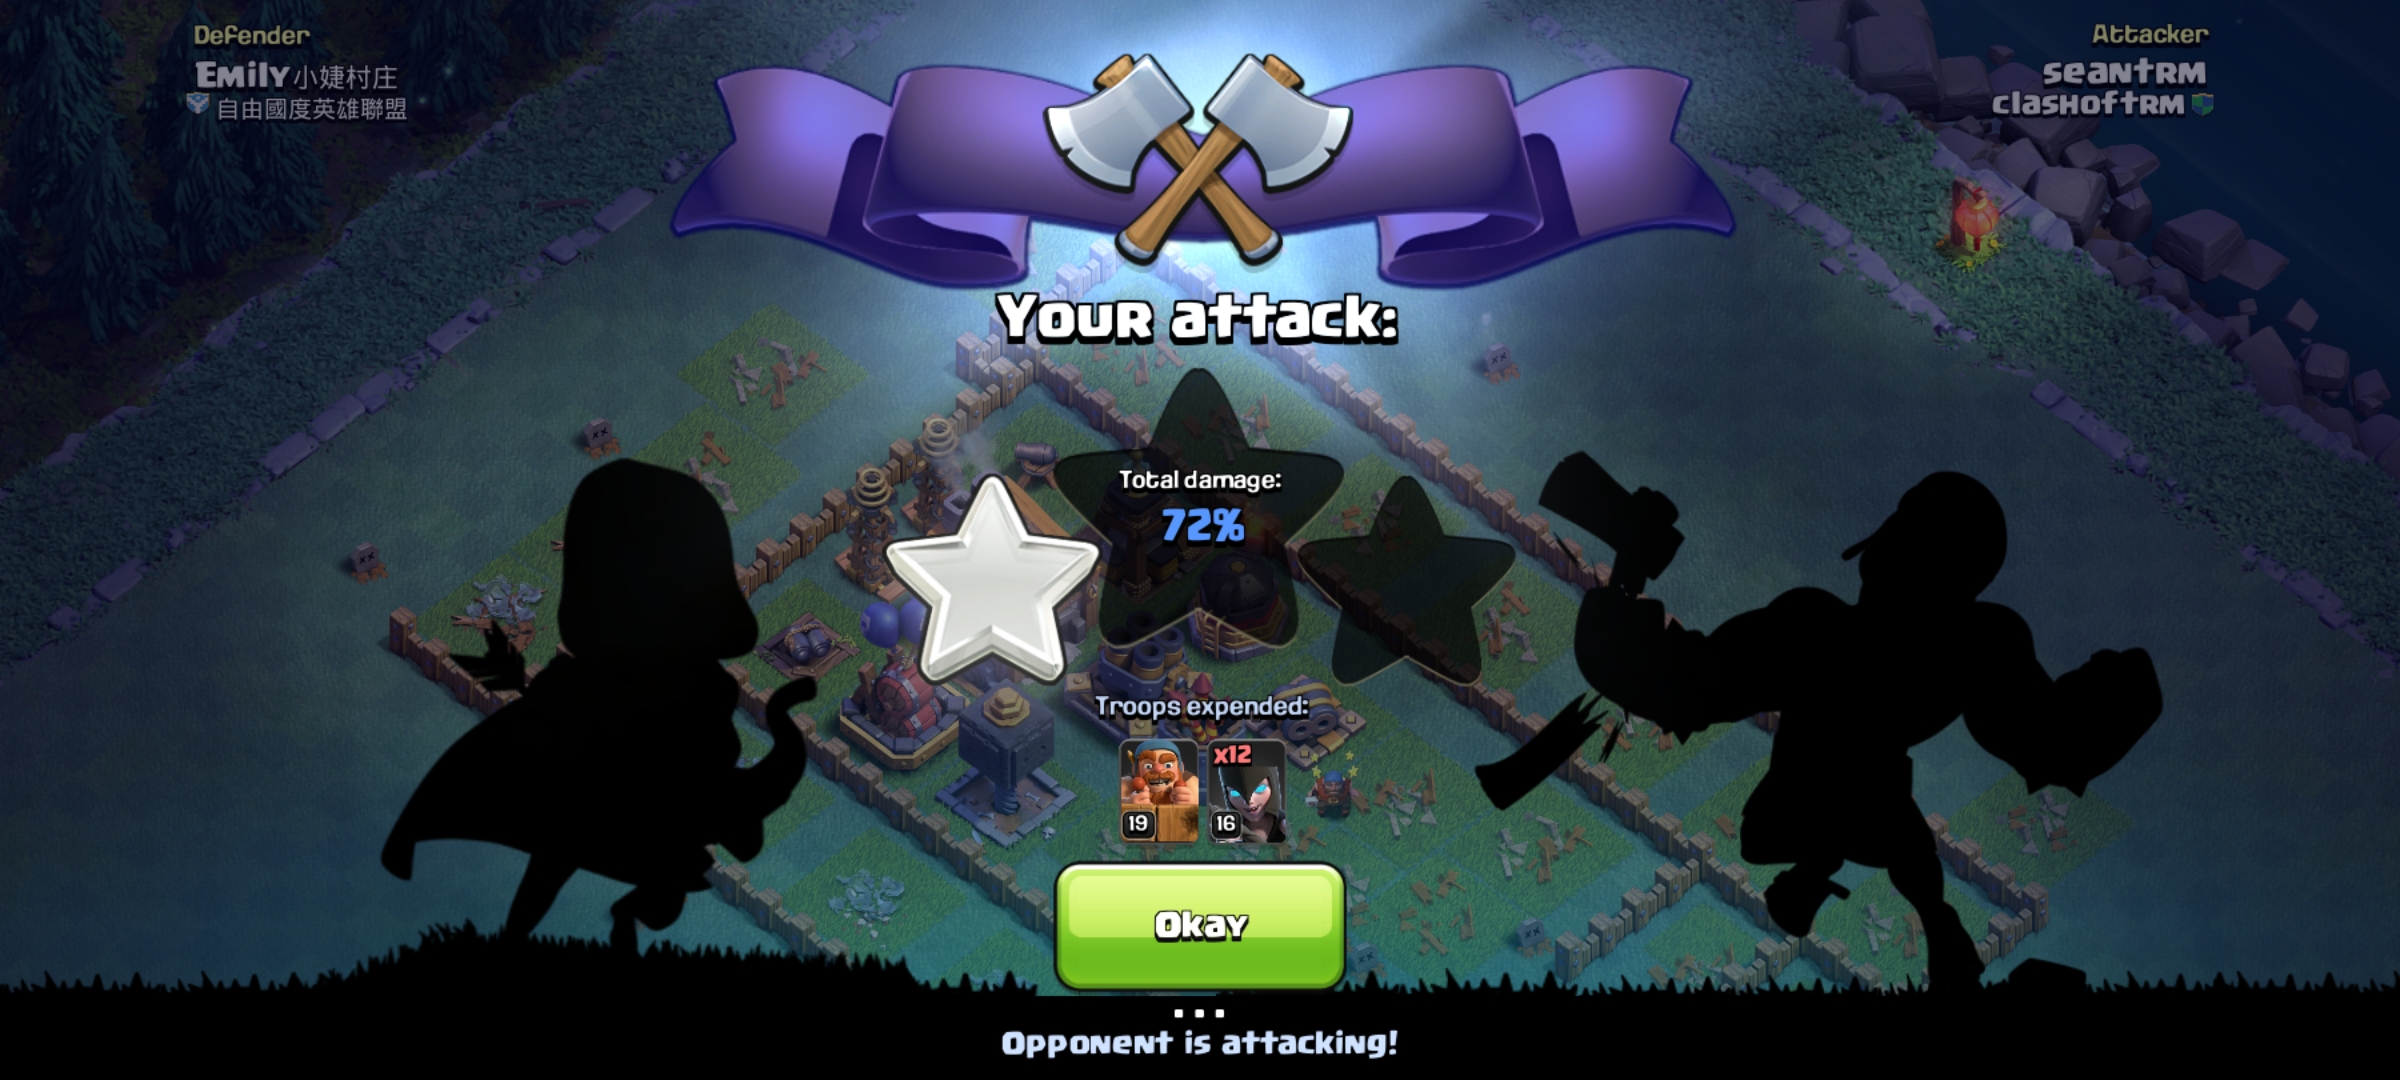 Defender
Emily小婕村庄
自由國度英雄聯盟
Attacker
seantrm
clashoftrm
Your attack:
Total damage:
72%
Troops expended:
x12
19
16
Okay
...
Opponent is attacking!